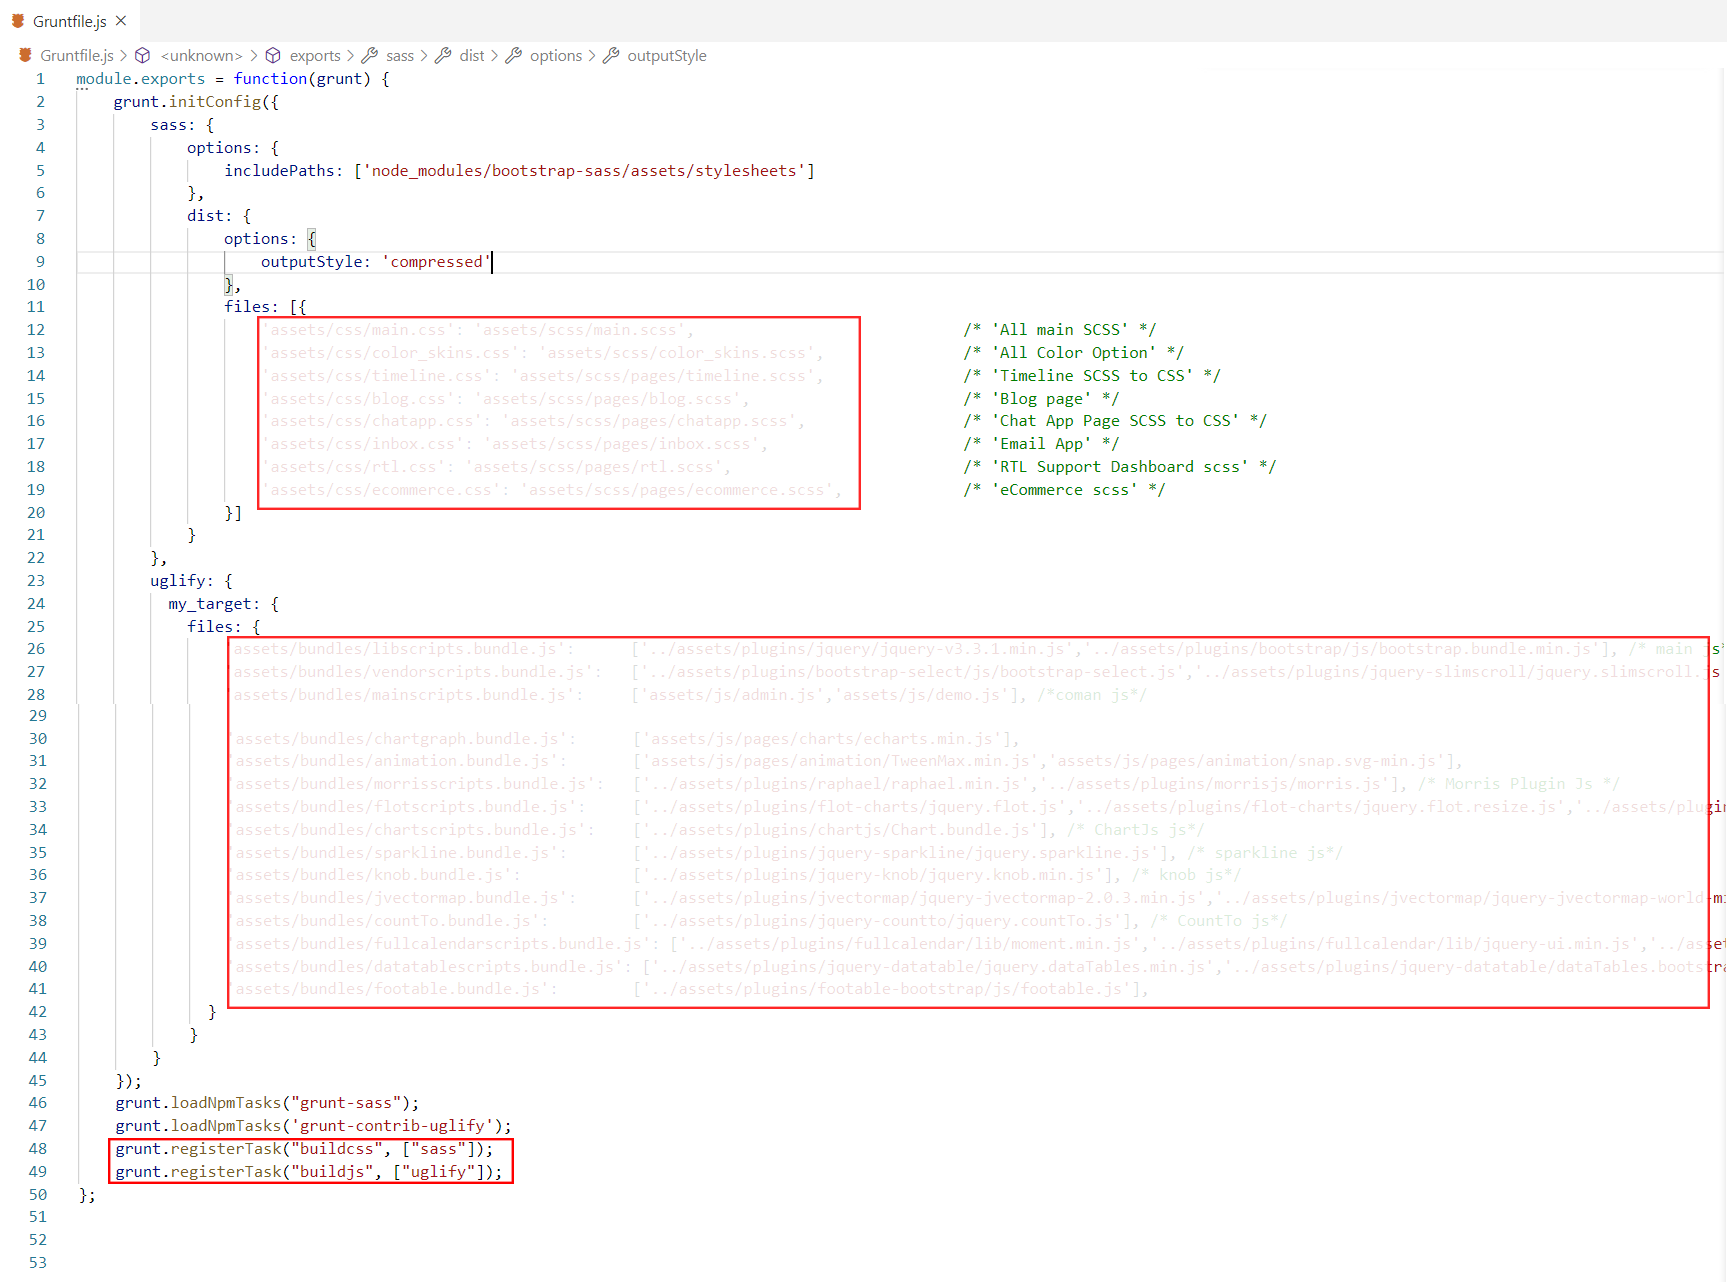 Gruntfile.js ×
Gruntfile.js > <unknown> > exports > sass > dist > options > outputStyle
1 module.exports = function(grunt) {
2 grunt.initConfig({
3 sass: {
4 options: {
5 includePaths: ['node_modules/bootstrap-sass/assets/stylesheets']
6 },
7 dist: {
8 options: {
9 outputStyle: 'compressed'
10 },
11 files: [{
12 'assets/css/main.css': 'assets/scss/main.scss', /* 'All main SCSS' */
13 'assets/css/color_skins.css': 'assets/scss/color_skins.scss', /* 'All Color Option' */
14 'assets/css/timeline.css': 'assets/scss/pages/timeline.scss', /* 'Timeline SCSS to CSS' */
15 'assets/css/blog.css': 'assets/scss/pages/blog.scss', /* 'Blog page' */
16 'assets/css/chatapp.css': 'assets/scss/pages/chatapp.scss', /* 'Chat App Page SCSS to CSS' */
17 'assets/css/inbox.css': 'assets/scss/pages/inbox.scss', /* 'Email App' */
18 'assets/css/rtl.css': 'assets/scss/pages/rtl.scss', /* 'RTL Support Dashboard scss' */
19 'assets/css/ecommerce.css': 'assets/scss/pages/ecommerce.scss', /* 'eCommerce scss' */
20 }]
21 }
22 },
23 uglify: {
24 my_target: {
25 files: {
26 'assets/bundles/libscripts.bundle.js': ['../assets/plugins/jquery/jquery-v3.3.1.min.js','../assets/plugins/bootstrap/js/bootstrap.bundle.min.js'], /* main js*
27 'assets/bundles/vendorscripts.bundle.js': ['../assets/plugins/bootstrap-select/js/bootstrap-select.js','../assets/plugins/jquery-slimscroll/jquery.slimscroll.js
28 'assets/bundles/mainscripts.bundle.js': ['assets/js/admin.js','assets/js/demo.js'], /*coman js*/
29
30 'assets/bundles/chartgraph.bundle.js': ['assets/js/pages/charts/echarts.min.js'],
31 'assets/bundles/animation.bundle.js': ['assets/js/pages/animation/TweenMax.min.js','assets/js/pages/animation/snap.svg-min.js'],
32 'assets/bundles/morrisscripts.bundle.js': ['../assets/plugins/raphael/raphael.min.js','../assets/plugins/morrisjs/morris.js'], /* Morris Plugin Js */
33 'assets/bundles/flotscripts.bundle.js': ['../assets/plugins/flot-charts/jquery.flot.js','../assets/plugins/flot-charts/jquery.flot.resize.js','../assets/plugin
34 'assets/bundles/chartscripts.bundle.js': ['../assets/plugins/chartjs/Chart.bundle.js'], /* ChartJs js*/
35 'assets/bundles/sparkline.bundle.js': ['../assets/plugins/jquery-sparkline/jquery.sparkline.js'], /* sparkline js*/
36 'assets/bundles/knob.bundle.js': ['../assets/plugins/jquery-knob/jquery.knob.min.js'], /* knob js*/
37 'assets/bundles/jvectormap.bundle.js': ['../assets/plugins/jvectormap/jquery-jvectormap-2.0.3.min.js','../assets/plugins/jvectormap/jquery-jvectormap-world-mi
38 'assets/bundles/countTo.bundle.js': ['../assets/plugins/jquery-countto/jquery.countTo.js'], /* CountTo js*/
39 'assets/bundles/fullcalendarscripts.bundle.js': ['../assets/plugins/fullcalendar/lib/moment.min.js','../assets/plugins/fullcalendar/lib/jquery-ui.min.js','../asset
40 'assets/bundles/datatablescripts.bundle.js': ['../assets/plugins/jquery-datatable/jquery.dataTables.min.js','../assets/plugins/jquery-datatable/dataTables.bootstra
41 'assets/bundles/footable.bundle.js': ['../assets/plugins/footable-bootstrap/js/footable.js'],
42 }
43 }
44 }
45 });
46 grunt.loadNpmTasks("grunt-sass");
47 grunt.loadNpmTasks('grunt-contrib-uglify');
48 grunt.registerTask("buildcss", ["sass"]);
49 grunt.registerTask("buildjs", ["uglify"]);
50 };
51
52
53